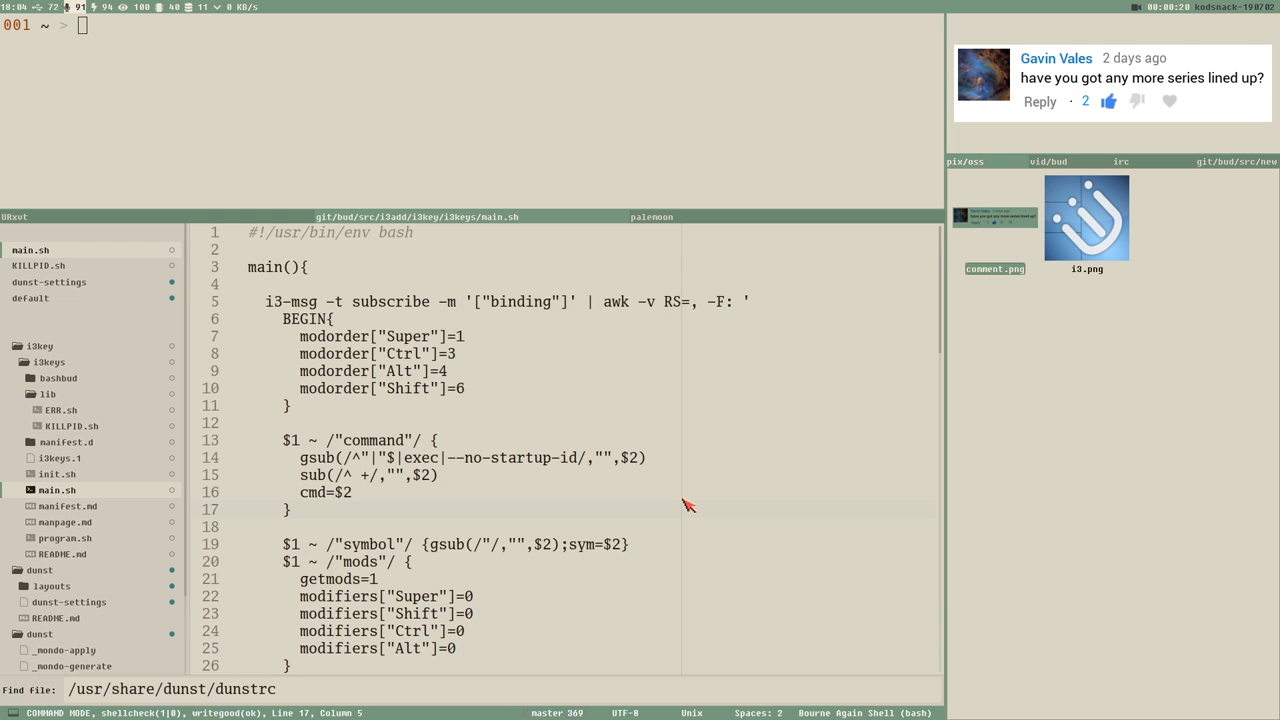 18:04 72 91 94 100 40 11 0 KB/s
00:00:20 kodsnack-190702
001 ~ >
Gavin Vales 2 days ago
have you got any more series lined up?
Reply · 2
pix/oss vid/bud irc git/bud/src/new
comment.png i3.png
URxvt git/bud/src/i3add/i3key/i3keys/main.sh palemoon
main.sh
KILLPID.sh
dunst-settings
default
i3key
i3keys
bashbud
lib
ERR.sh
KILLPID.sh
manifest.d
i3keys.1
init.sh
main.sh
manifest.md
manpage.md
program.sh
README.md
dunst
layouts
dunst-settings
README.md
dunst
_mondo-apply
_mondo-generate
1 #!/usr/bin/env bash
2
3 main(){
4
5 i3-msg -t subscribe -m '["binding"]' | awk -v RS=, -F: '
6 BEGIN{
7 modorder["Super"]=1
8 modorder["Ctrl"]=3
9 modorder["Alt"]=4
10 modorder["Shift"]=6
11 }
12
13 $1 ~ /"command"/ {
14 gsub(/^"|"$|exec|--no-startup-id/,"",$2)
15 sub(/^ +/,"",$2)
16 cmd=$2
17 }
18
19 $1 ~ /"symbol"/ {gsub(/"/,"",$2);sym=$2}
20 $1 ~ /"mods"/ {
21 getmods=1
22 modifiers["Super"]=0
23 modifiers["Shift"]=0
24 modifiers["Ctrl"]=0
25 modifiers["Alt"]=0
26 }
Find file: /usr/share/dunst/dunstrc
COMMAND MODE, shellcheck(1|0), writegood(ok), Line 17, Column 5 master 369 UTF-8 Unix Spaces: 2 Bourne Again Shell (bash)